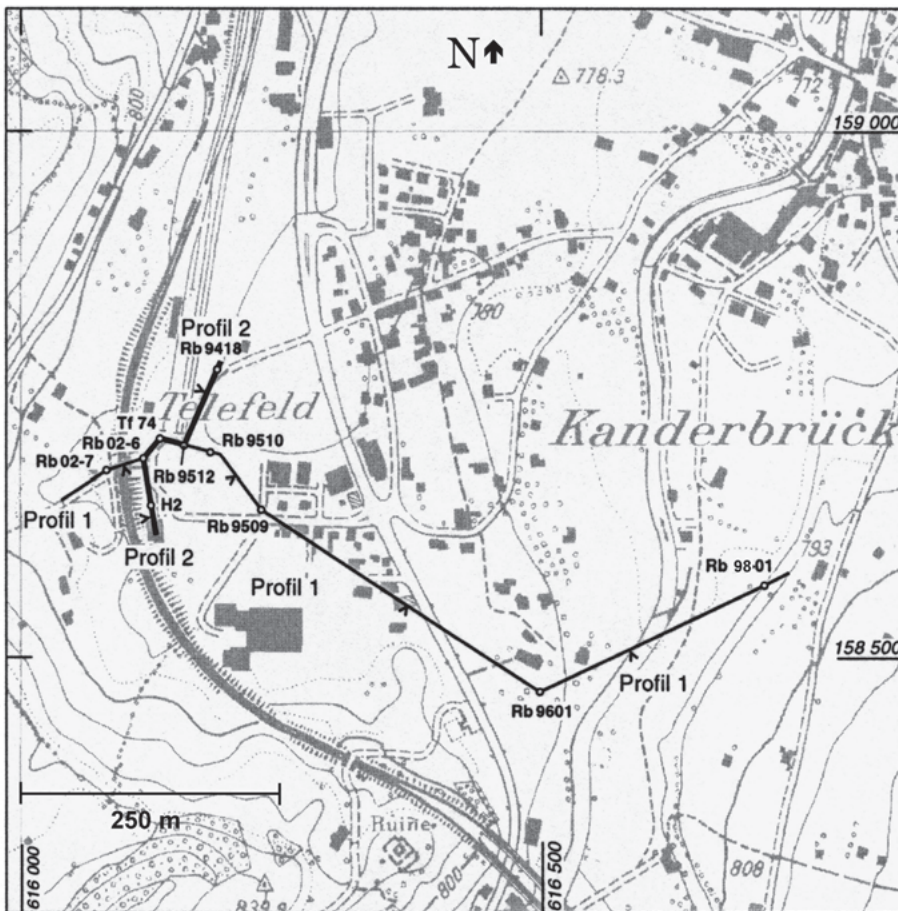 N
778.3
772
800
159 000
780
Profil 2
Rb 9418
Telefeld
Kanderbrück
Tf 74
Rb 02-6
Rb 9510
Rb 02-7
Rb 9512
H2
Profil 1
Rb 9509
Profil 2
793
Rb 98-01
Profil 1
158 500
Profil 1
Rb 9601
250 m
Ruine
616 000
616 500
800
808